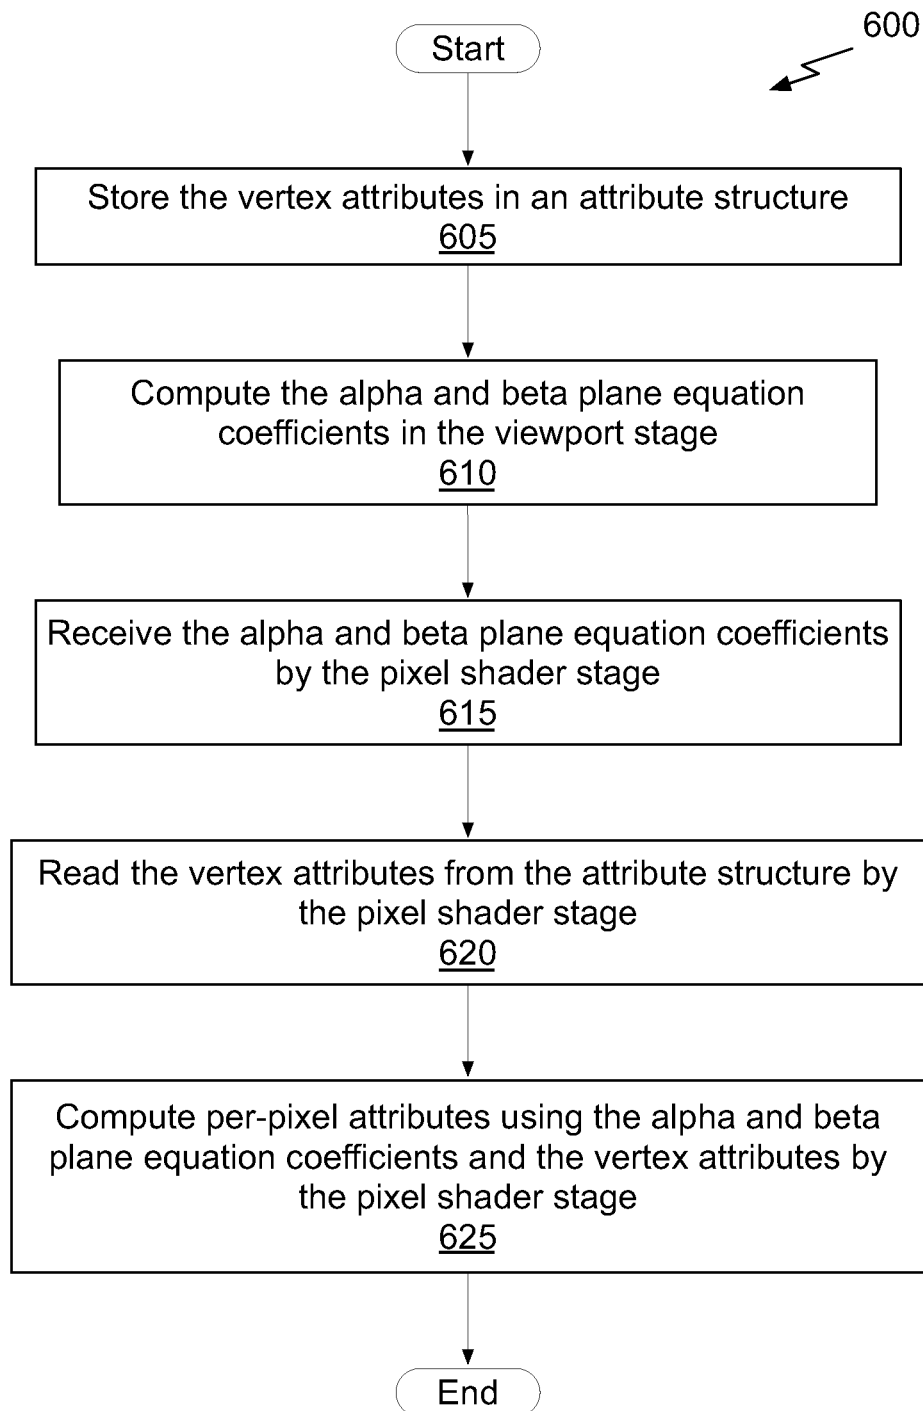 600
Start
Store the vertex attributes in an attribute structure
605
Compute the alpha and beta plane equation
coefficients in the viewport stage
610
Receive the alpha and beta plane equation coefficients
by the pixel shader stage
615
Read the vertex attributes from the attribute structure by
the pixel shader stage
620
Compute per-pixel attributes using the alpha and beta
plane equation coefficients and the vertex attributes by
the pixel shader stage
625
End